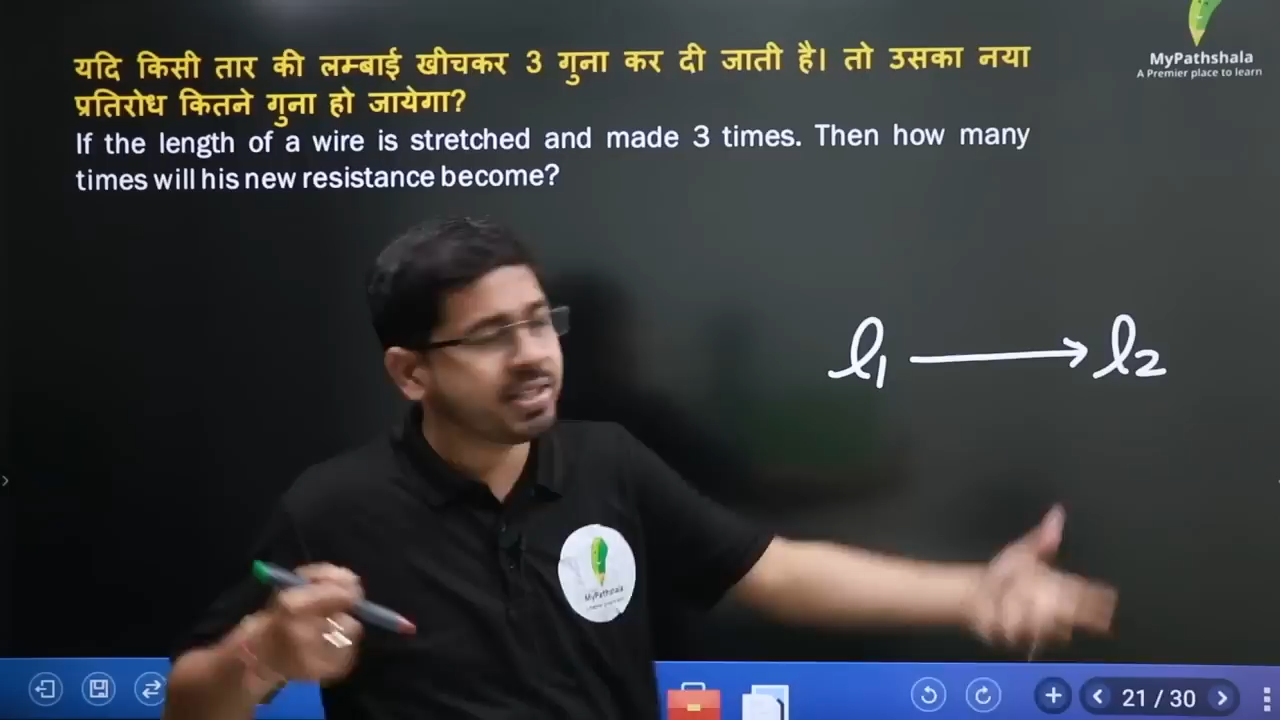 MyPathshala
A Premier place to learn
यदि किसी तार की लम्बाई खीचकर 3 गुना कर दी जाती है। तो उसका नया
प्रतिरोध कितने गुना हो जायेगा?
If the length of a wire is stretched and made 3 times. Then how many
times will his new resistance become?
l1 → l2
MyPathshala
21 / 30